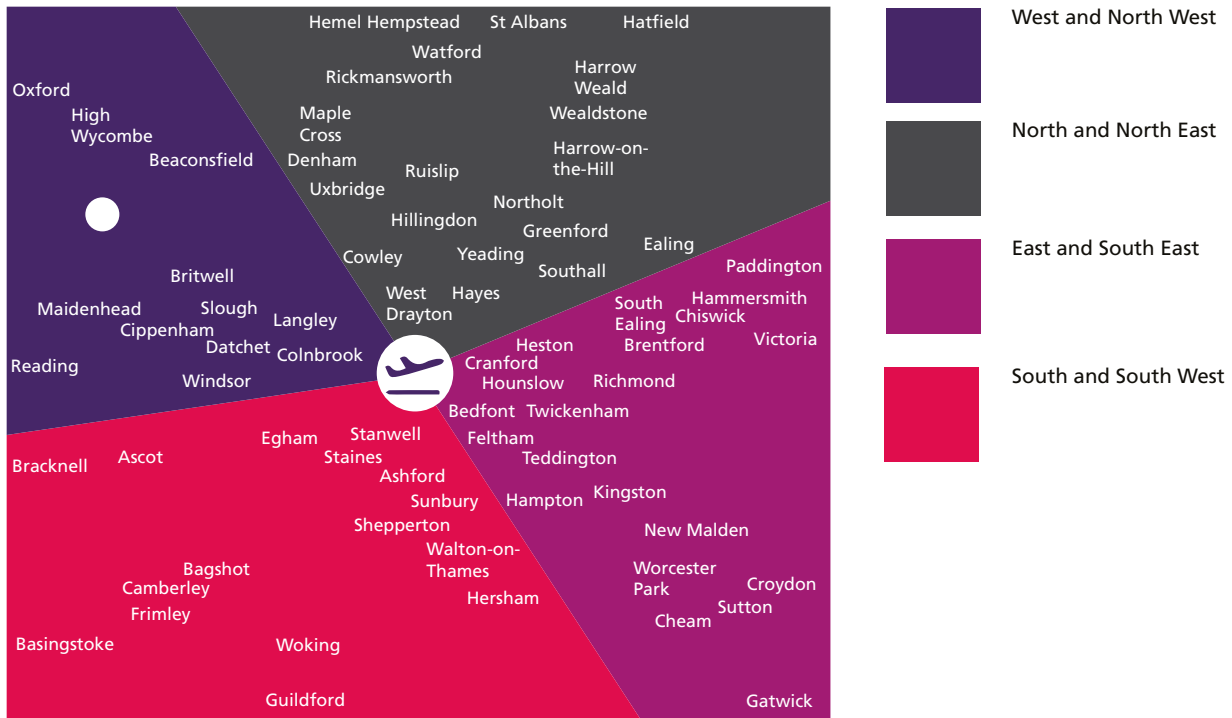 Hemel Hempstead
St Albans
Hatfield
Watford
Rickmansworth
Harrow
Weald
Maple
Cross
Wealdstone
Denham
Harrow-on-
the-Hill
Ruislip
Uxbridge
Northolt
Hillingdon
Greenford
Ealing
Cowley
Yeading
Southall
West
Drayton
Hayes
Oxford
High
Wycombe
Beaconsfield
Britwell
Maidenhead
Slough
Langley
Cippenham
Datchet
Colnbrook
Reading
Windsor
Paddington
South
Ealing
Hammersmith
Chiswick
Heston
Brentford
Victoria
Cranford
Hounslow
Richmond
Bedfont
Twickenham
Feltham
Teddington
Hampton
Kingston
New Malden
Worcester
Park
Croydon
Sutton
Cheam
Gatwick
Egham
Stanwell
Bracknell
Ascot
Staines
Ashford
Sunbury
Shepperton
Walton-on-
Thames
Bagshot
Camberley
Hersham
Frimley
Basingstoke
Woking
Guildford
West and North West
North and North East
East and South East
South and South West